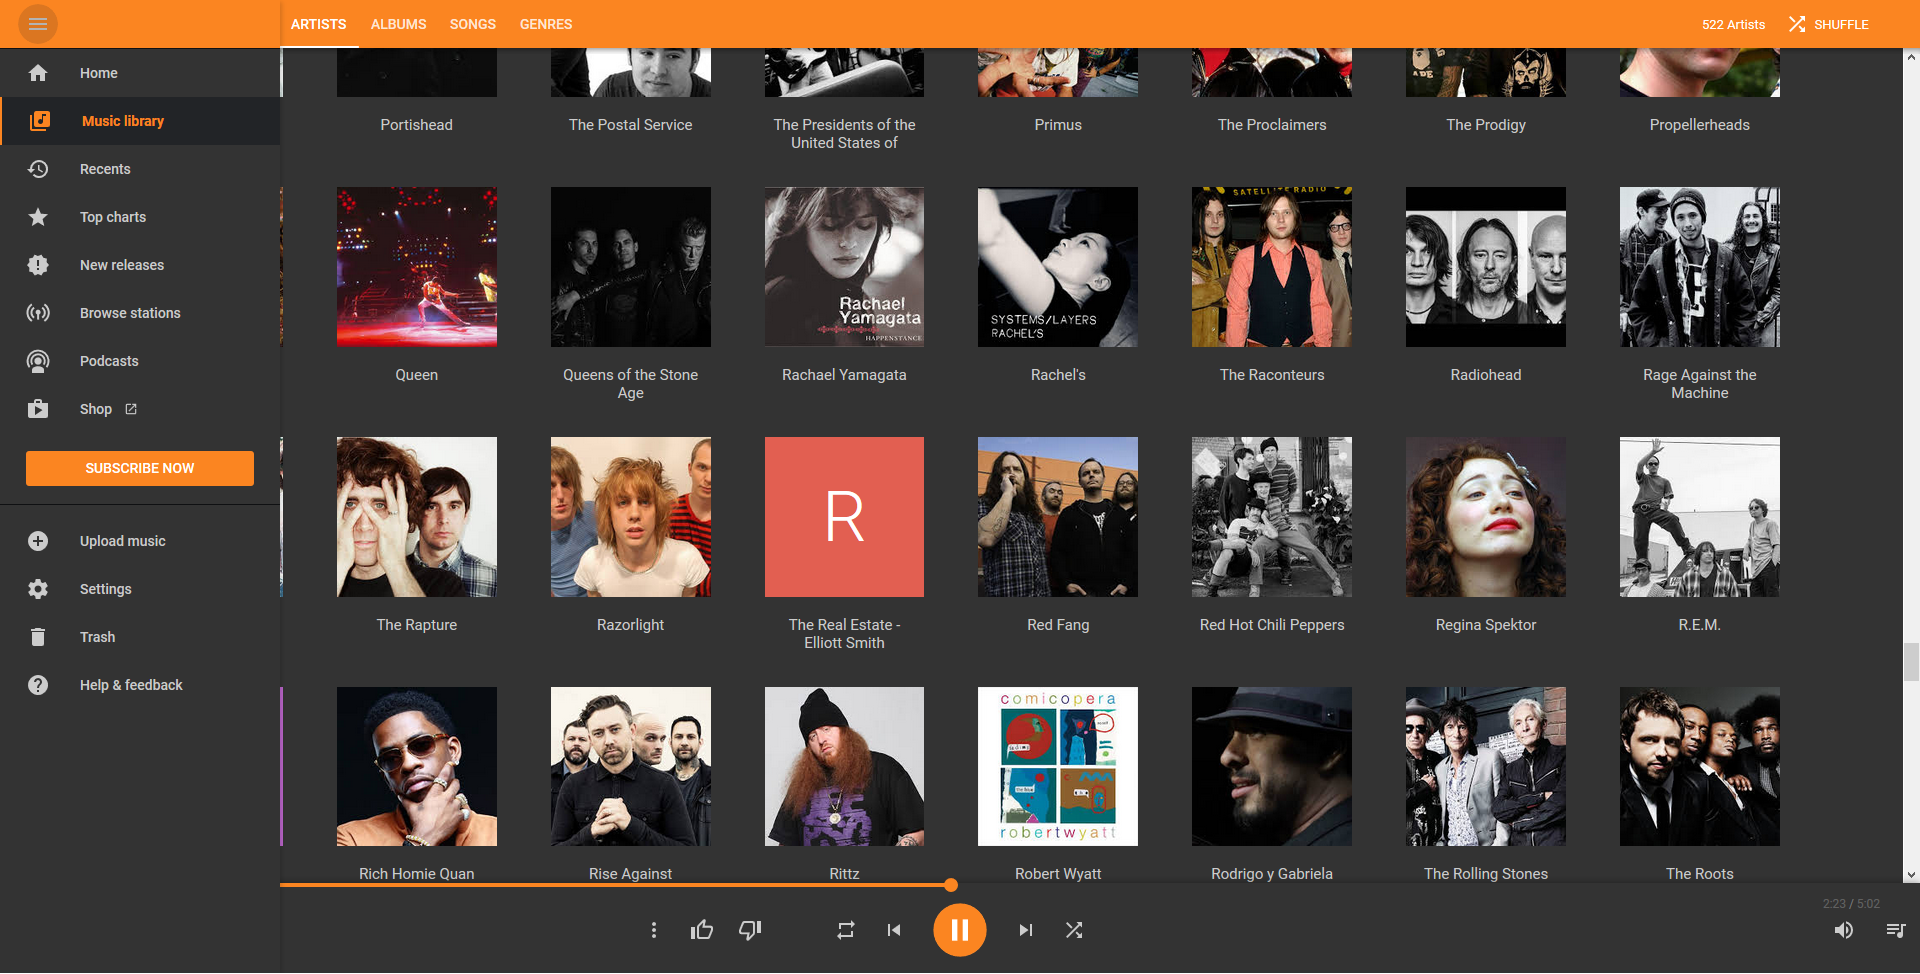 ARTISTS ALBUMS SONGS GENRES
522 Artists SHUFFLE
Home
Music library
Recents
Top charts
New releases
Browse stations
Podcasts
Shop
SUBSCRIBE NOW
Upload music
Settings
Trash
Help & feedback
Portishead
The Postal Service
The Presidents of the
United States of
Primus
The Proclaimers
The Prodigy
Propellerheads
SATELLITE RADIO
Rachael
Yamagata
HAPPENSTANCE
SYSTEMS/LAYERS
RACHEL'S
Queen
Queens of the Stone
Age
Rachael Yamagata
Rachel's
The Raconteurs
Radiohead
Rage Against the
Machine
R
The Rapture
Razorlight
The Real Estate -
Elliott Smith
Red Fang
Red Hot Chili Peppers
Regina Spektor
R.E.M.
comicopera
robertwyatt
Rich Homie Quan
Rise Against
Rittz
Robert Wyatt
Rodrigo y Gabriela
The Rolling Stones
The Roots
2:23 / 5:02